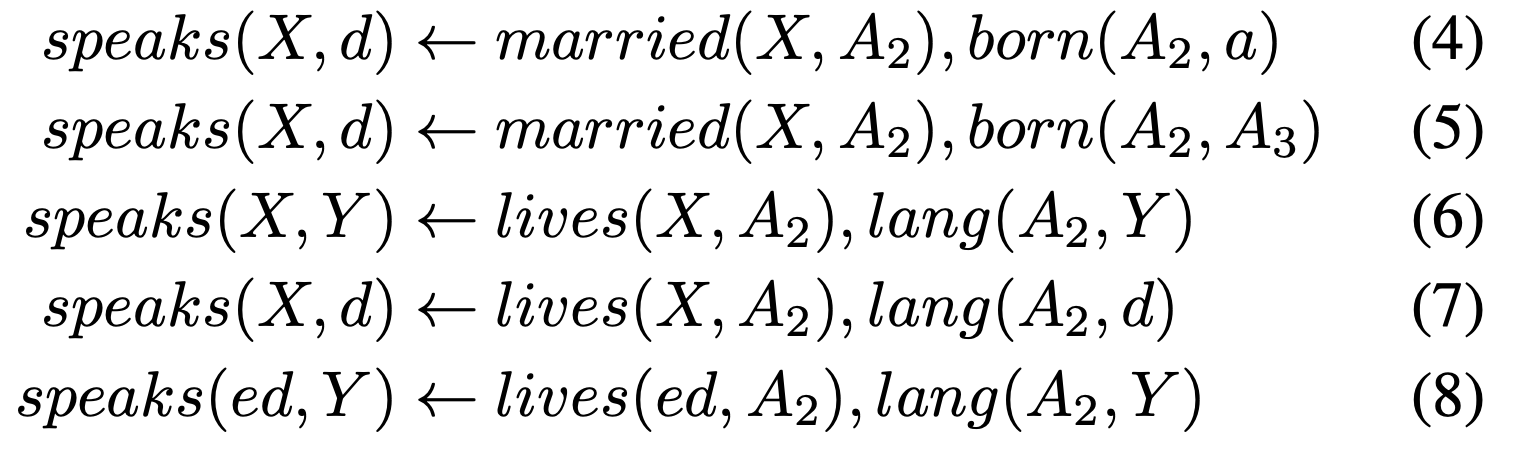 speaks(X, d) ← married(X, A₂), born(A₂, a) (4)
speaks(X, d) ← married(X, A₂), born(A₂, A₃) (5)
speaks(X, Y) ← lives(X, A₂), lang(A₂, Y) (6)
speaks(X, d) ← lives(X, A₂), lang(A₂, d) (7)
speaks(ed, Y) ← lives(ed, A₂), lang(A₂, Y) (8)